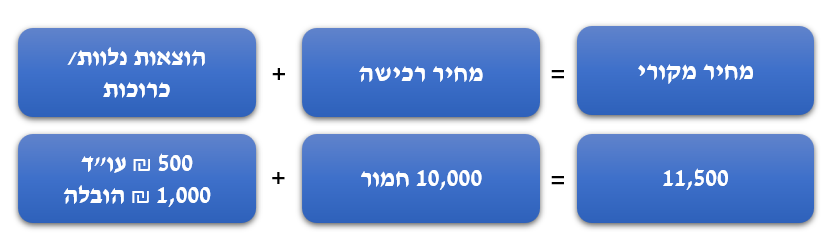 מחיר מקורי
=
מחיר רכישה
+
הוצאות נלוות/
כרוכות
11,500
=
10,000 חמור
+
500 ₪ עו"ד
1,000 ₪ הובלה